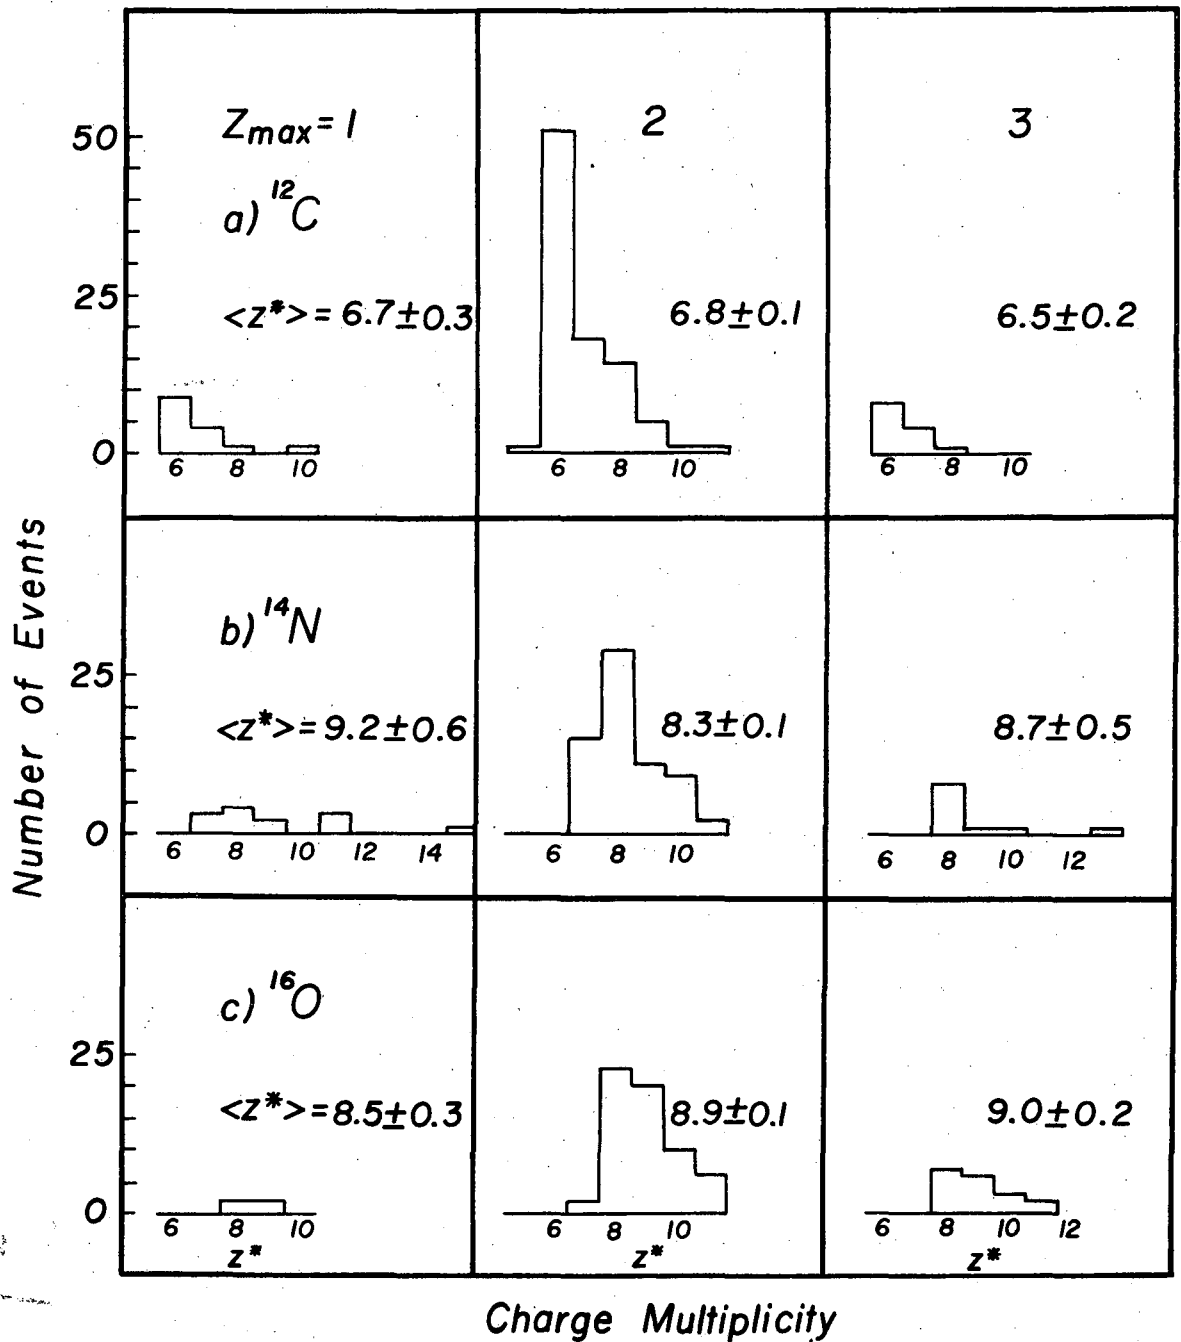 Zmax = 1
2
3
50
a) ¹²C
25
<z*> = 6.7±0.3
6.8±0.1
6.5±0.2
0
6 8 10
6 8 10
6 8 10
b) ¹⁴N
25
<z*> = 9.2±0.6
8.3±0.1
8.7±0.5
0
6 8 10 12 14
6 8 10
6 8 10 12
c) ¹⁶O
25
<z*> = 8.5±0.3
8.9±0.1
9.0±0.2
0
6 8 10
6 8 10
6 8 10 12
z*
z*
z*
Number of Events
Charge Multiplicity